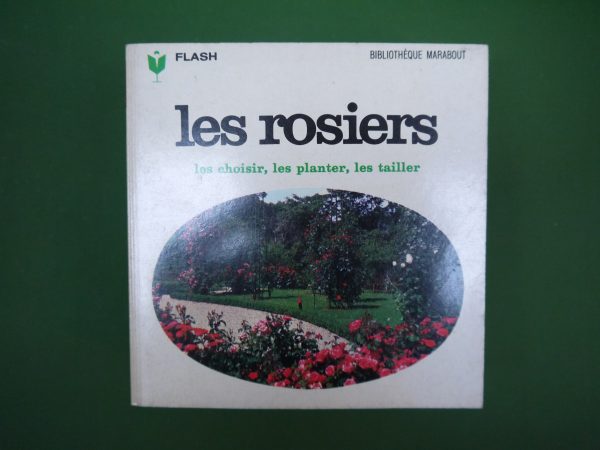 FLASH
BIBLIOTHÈQUE MARABOUT
les rosiers
les choisir, les planter, les tailler